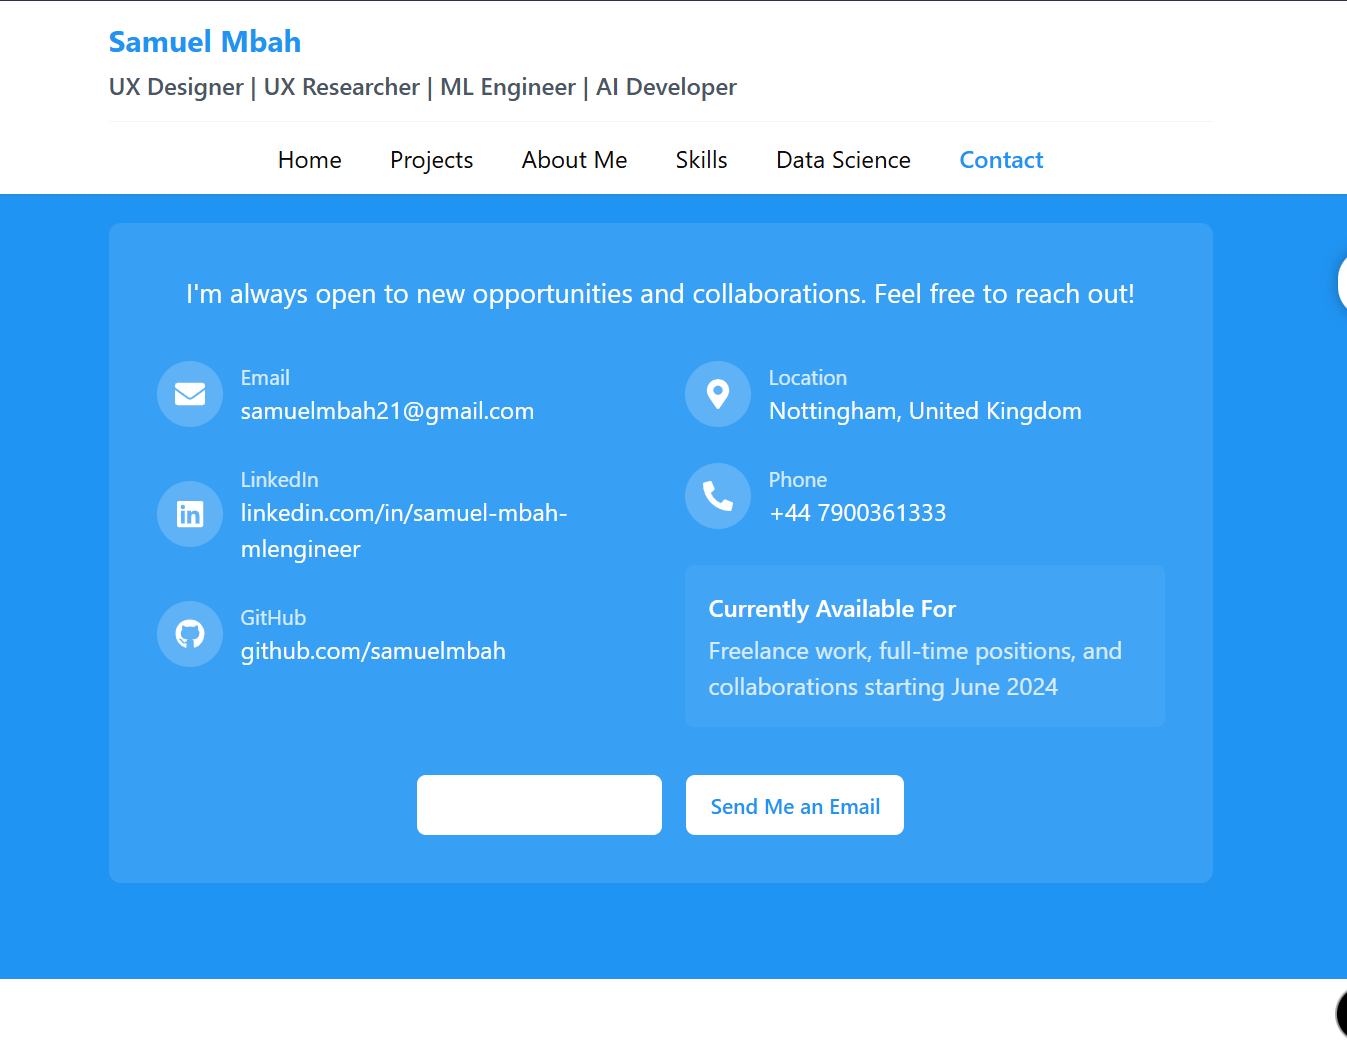 Samuel Mbah
UX Designer | UX Researcher | ML Engineer | AI Developer
Home Projects About Me Skills Data Science Contact
I'm always open to new opportunities and collaborations. Feel free to reach out!
Email
samuelmbah21@gmail.com
LinkedIn
linkedin.com/in/samuel-mbah-
mlengineer
GitHub
github.com/samuelmbah
Location
Nottingham, United Kingdom
Phone
+44 7900361333
Currently Available For
Freelance work, full-time positions, and
collaborations starting June 2024
Send Me an Email